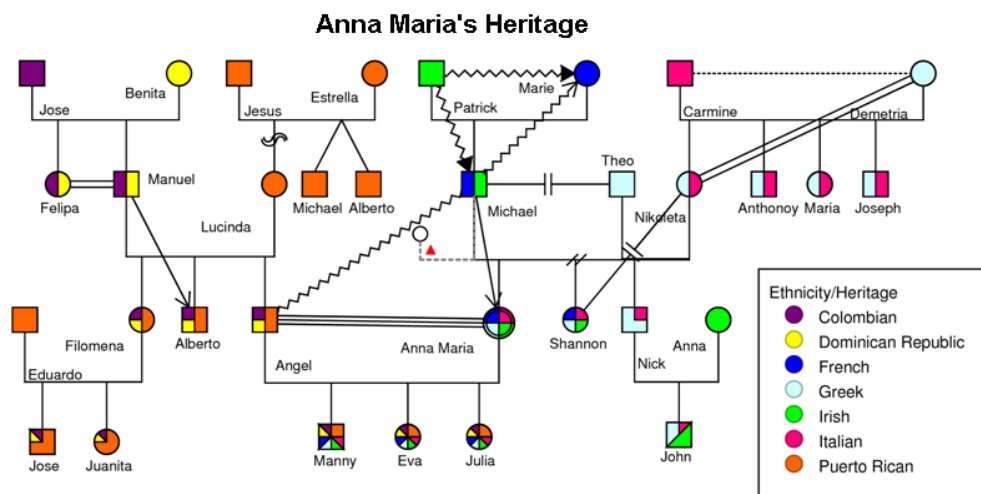 Anna Maria's Heritage
Jose
Benita
Jesus
Estrella
Patrick
Marie
Carmine
Demetria
Felipa
Manuel
Lucinda
Michael
Alberto
Michael
Theo
Nikoleta
Anthonoy
Maria
Joseph
Eduardo
Filomena
Alberto
Angel
Anna Maria
Shannon
Nick
Anna
Jose
Juanita
Manny
Eva
Julia
John
Ethnicity/Heritage
Colombian
Dominican Republic
French
Greek
Irish
Italian
Puerto Rican